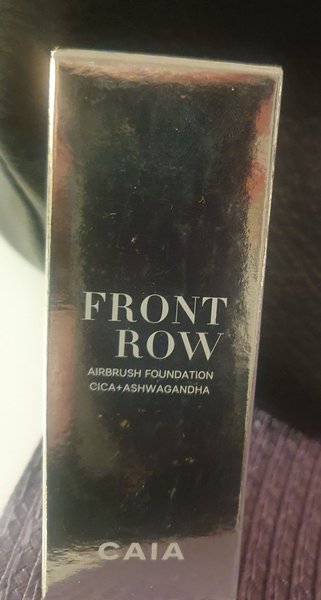 FRONT
ROW
AIRBRUSH FOUNDATION
CICA+ASHWAGANDHA
CAIA